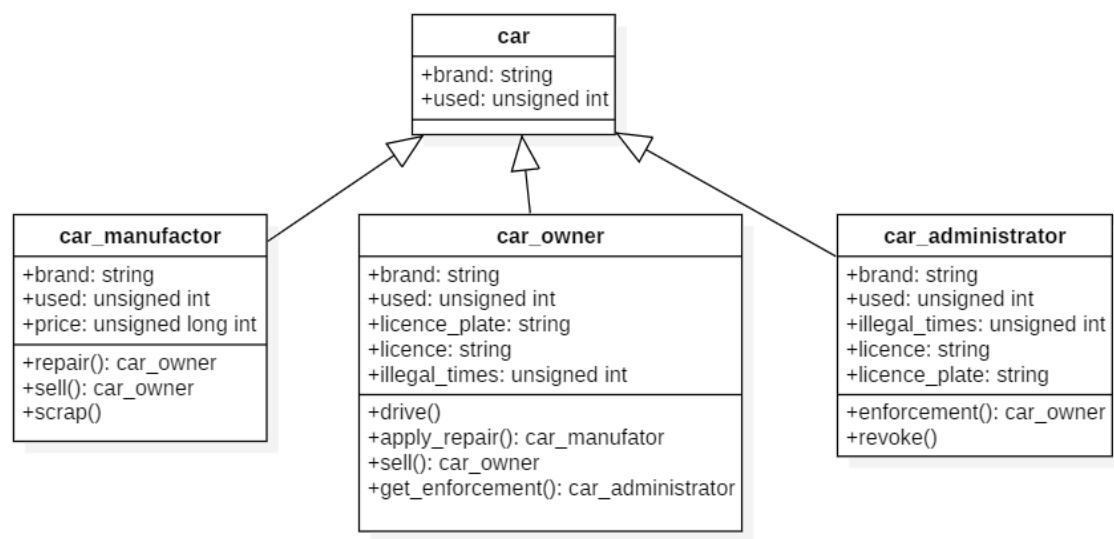 car
+brand: string
+used: unsigned int
car_manufactor
+brand: string
+used: unsigned int
+price: unsigned long int
+repair(): car_owner
+sell(): car_owner
+scrap()
car_owner
+brand: string
+used: unsigned int
+licence_plate: string
+licence: string
+illegal_times: unsigned int
+drive()
+apply_repair(): car_manufator
+sell(): car_owner
+get_enforcement(): car_administrator
car_administrator
+brand: string
+used: unsigned int
+illegal_times: unsigned int
+licence: string
+licence_plate: string
+enforcement(): car_owner
+revoke()